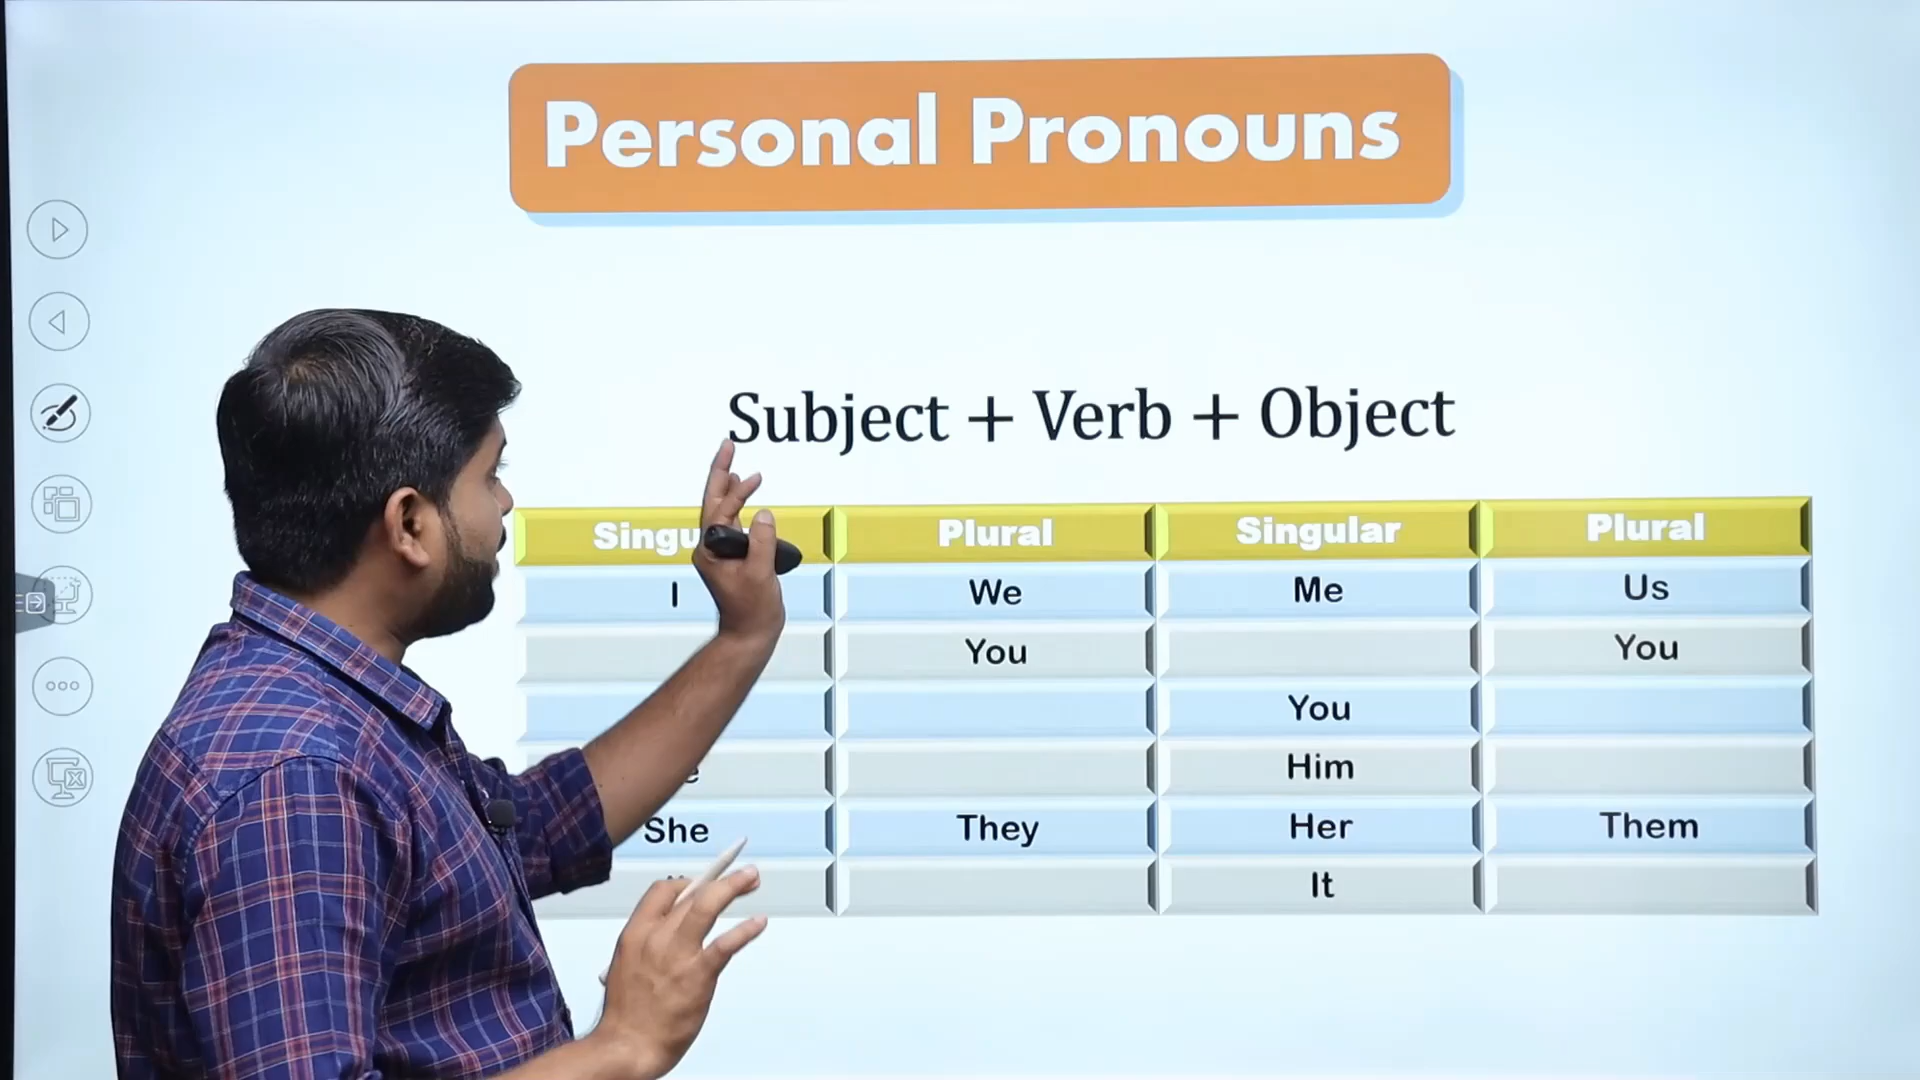 Personal Pronouns
Subject + Verb + Object
Plural Singular Plural
I We Me Us
You You
You
Him
She They Her Them
It